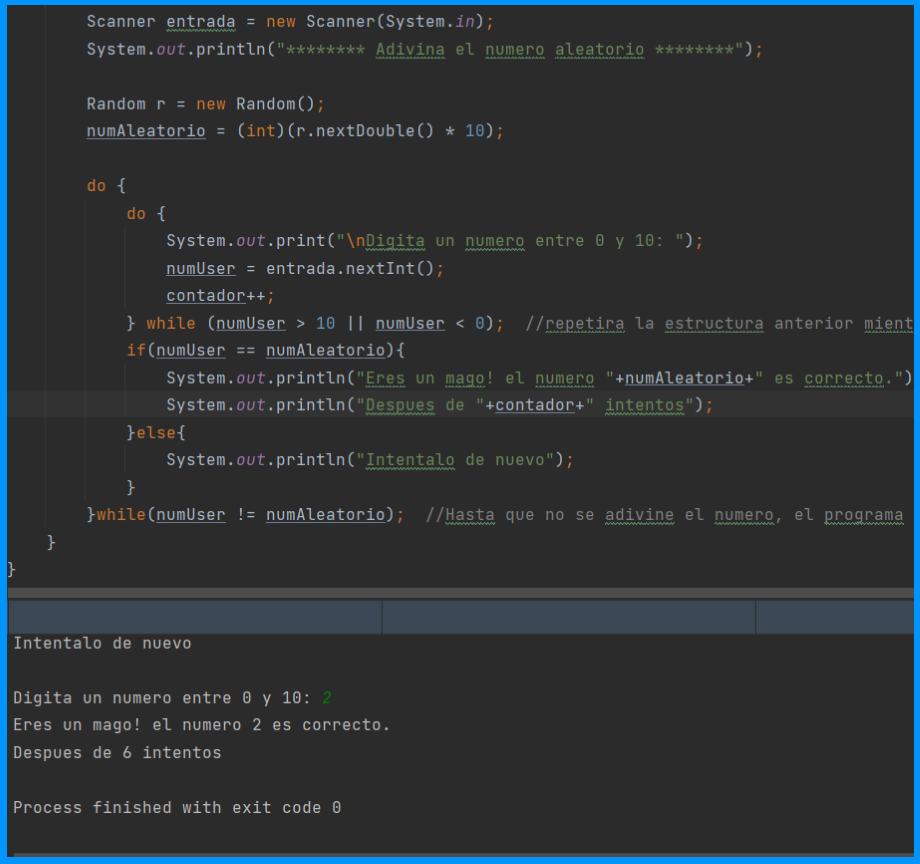 Scanner entrada = new Scanner(System.in);
System.out.println("******** Adivina el numero aleatorio ********");
Random r = new Random();
numAleatorio = (int)(r.nextDouble() * 10);
do {
do {
System.out.print("\nDigita un numero entre 0 y 10: ");
numUser = entrada.nextInt();
contador++;
} while (numUser > 10 || numUser < 0);  //repetira la estructura anterior mient
if(numUser == numAleatorio){
System.out.println("Eres un mago! el numero "+numAleatorio+" es correcto.")
System.out.println("Despues de "+contador+" intentos");
}else{
System.out.println("Intentalo de nuevo");
}
}while(numUser != numAleatorio);  //Hasta que no se adivine el numero, el programa
}
}
Intentalo de nuevo
Digita un numero entre 0 y 10: 2
Eres un mago! el numero 2 es correcto.
Despues de 6 intentos
Process finished with exit code 0